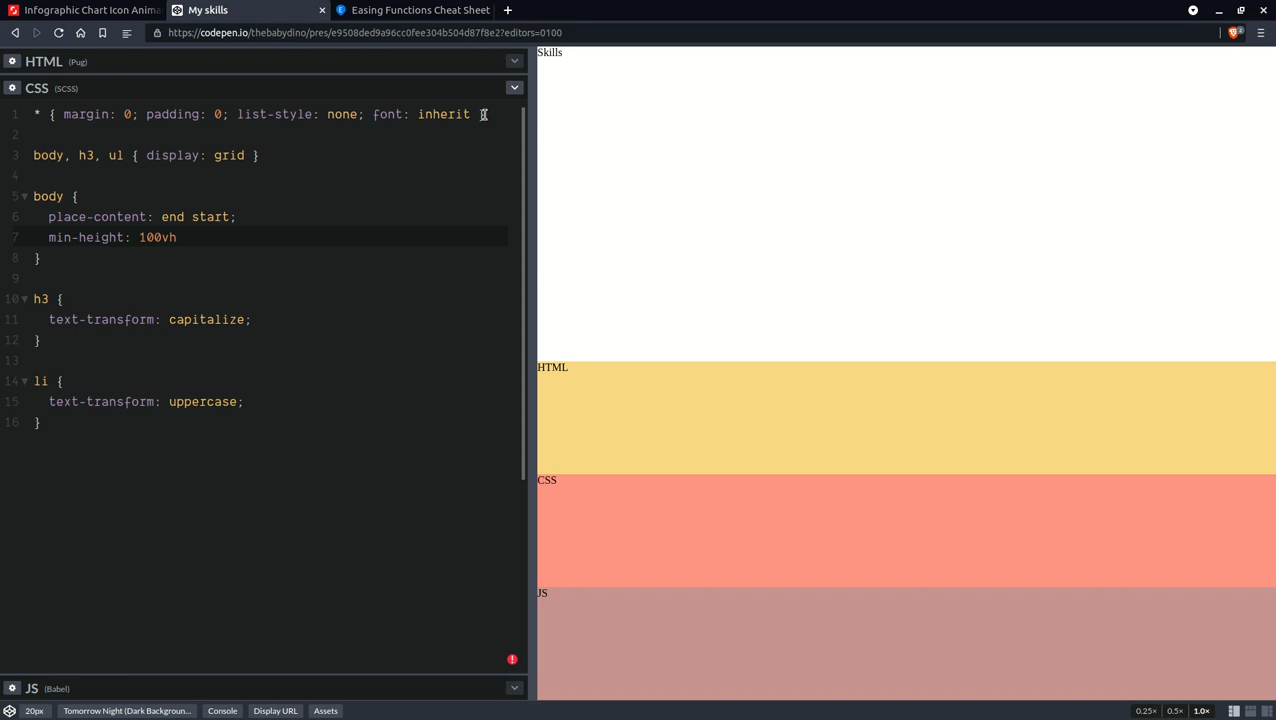 Infographic Chart Icon Anima
My skills
Easing Functions Cheat Sheet
https://codepen.io/thebabydino/pres/e9508ded9a96cc0fee304b504d87f8e2?editors=0100
2
HTML (Pug)
CSS (SCSS)
1 * { margin: 0; padding: 0; list-style: none; font: inherit }
2
3 body, h3, ul { display: grid }
4
5 body {
6 place-content: end start;
7 min-height: 100vh
8 }
9
10 h3 {
11 text-transform: capitalize;
12 }
13
14 li {
15 text-transform: uppercase;
16 }
JS (Babel)
Skills
HTML
CSS
JS
20px
Tomorrow Night (Dark Backgroun...
Console
Display URL
Assets
0.25×
0.5×
1.0×